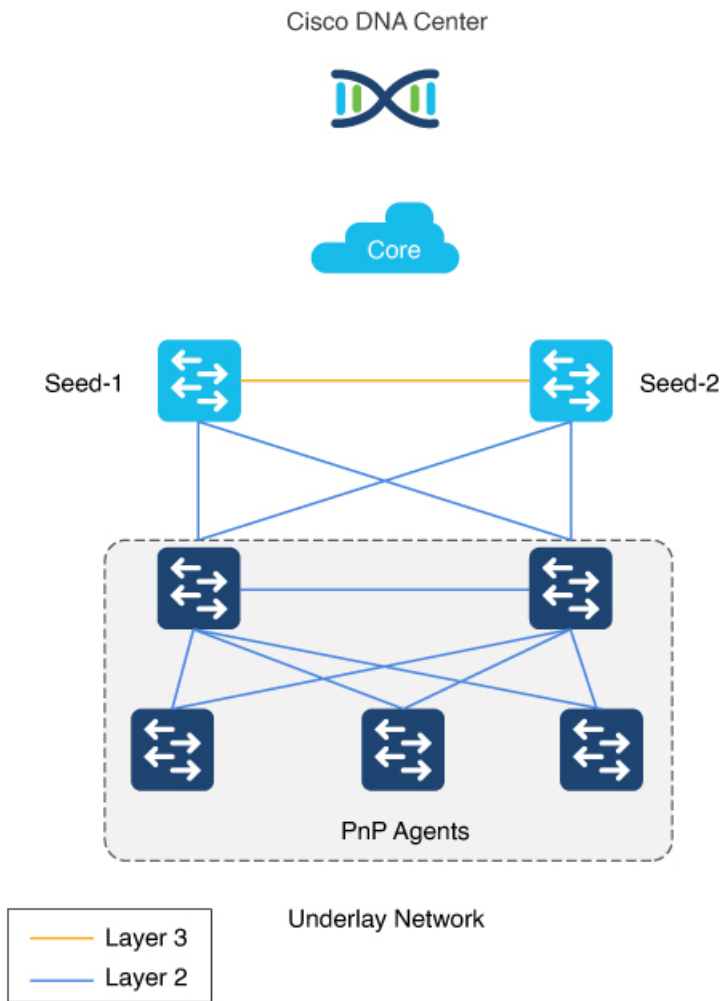 Cisco DNA Center
Core
Seed-1
Seed-2
PnP Agents
Underlay Network
Layer 3
Layer 2